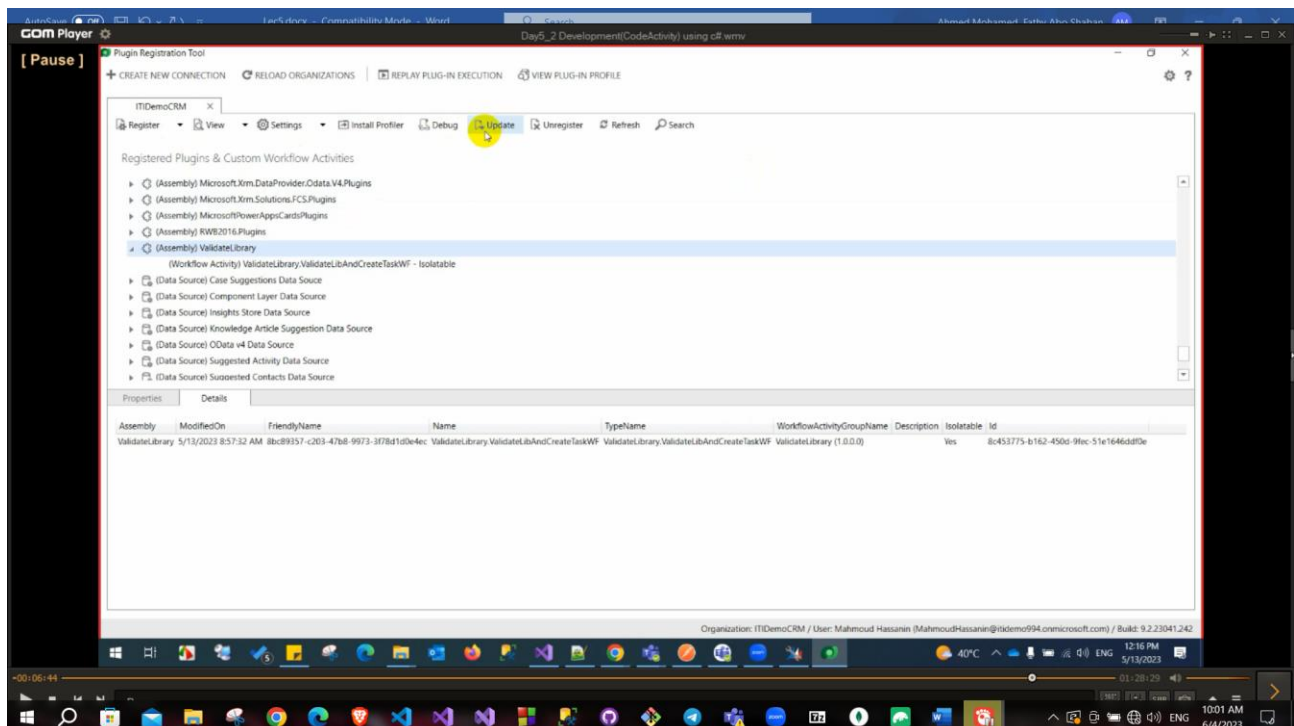 AutoSave Off Lec5.docx - Compatibility Mode - Word Search Ahmed Mohamed Fathy Abo Shaban AM
GOM Player Day5_2 Development(CodeActivity) using c#.wmv
[ Pause ] Plugin Registration Tool
CREATE NEW CONNECTION RELOAD ORGANIZATIONS REPLAY PLUG-IN EXECUTION VIEW PLUG-IN PROFILE
ITIDemoCRM
Register View Settings Install Profiler Debug Update Unregister Refresh Search
Registered Plugins & Custom Workflow Activities
(Assembly) Microsoft.Xrm.DataProvider.Odata.V4.Plugins
(Assembly) Microsoft.Xrm.Solutions.FCS.Plugins
(Assembly) MicrosoftPowerAppsCardsPlugins
(Assembly) RWB2016.Plugins
(Assembly) ValidateLibrary
(Workflow Activity) ValidateLibrary.ValidateLibAndCreateTaskWF - Isolatable
(Data Source) Case Suggestions Data Souce
(Data Source) Component Layer Data Source
(Data Source) Insights Store Data Source
(Data Source) Knowledge Article Suggestion Data Source
(Data Source) OData v4 Data Source
(Data Source) Suggested Activity Data Source
(Data Source) Suggested Contacts Data Source
Properties Details
Assembly ModifiedOn FriendlyName Name TypeName WorkflowActivityGroupName Description Isolatable Id
ValidateLibrary 5/13/2023 8:57:32 AM 8bc89357-c203-47b8-9973-3f78d1d0e4ec ValidateLibrary.ValidateLibAndCreateTaskWF ValidateLibrary.ValidateLibAndCreateTaskWF ValidateLibrary (1.0.0.0) Yes 8c453775-b162-450d-9fec-51e1646ddf0e
Organization: ITIDemoCRM / User: Mahmoud Hassanin (MahmoudHassanin@itidemo994.onmicrosoft.com) / Build: 9.2.23041.242
40°C ENG 12:16 PM
5/13/2023
-00:06:44 01:28:29
ENG 10:01 AM
6/4/2023